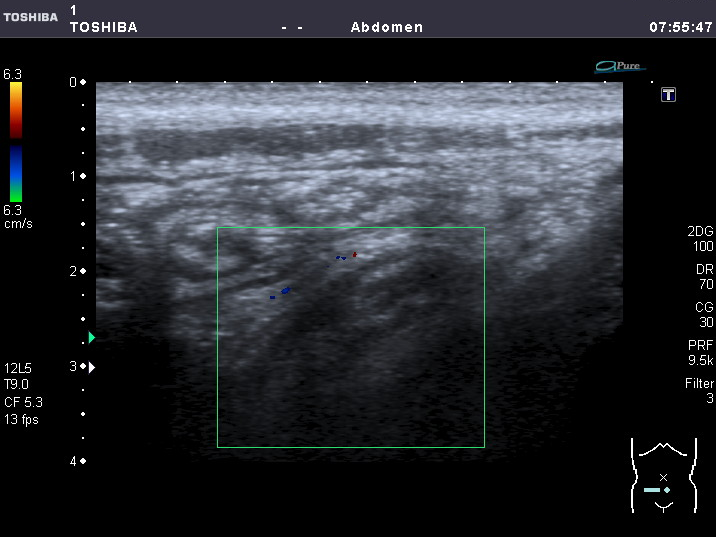 TOSHIBA
1
TOSHIBA - - Abdomen 07:55:47
6.3
6.3
cm/s
APure
T
0
1
2
3
4
2DG
100
DR
70
CG
30
PRF
9.5k
Filter
3
12L5
T9.0
CF 5.3
13 fps